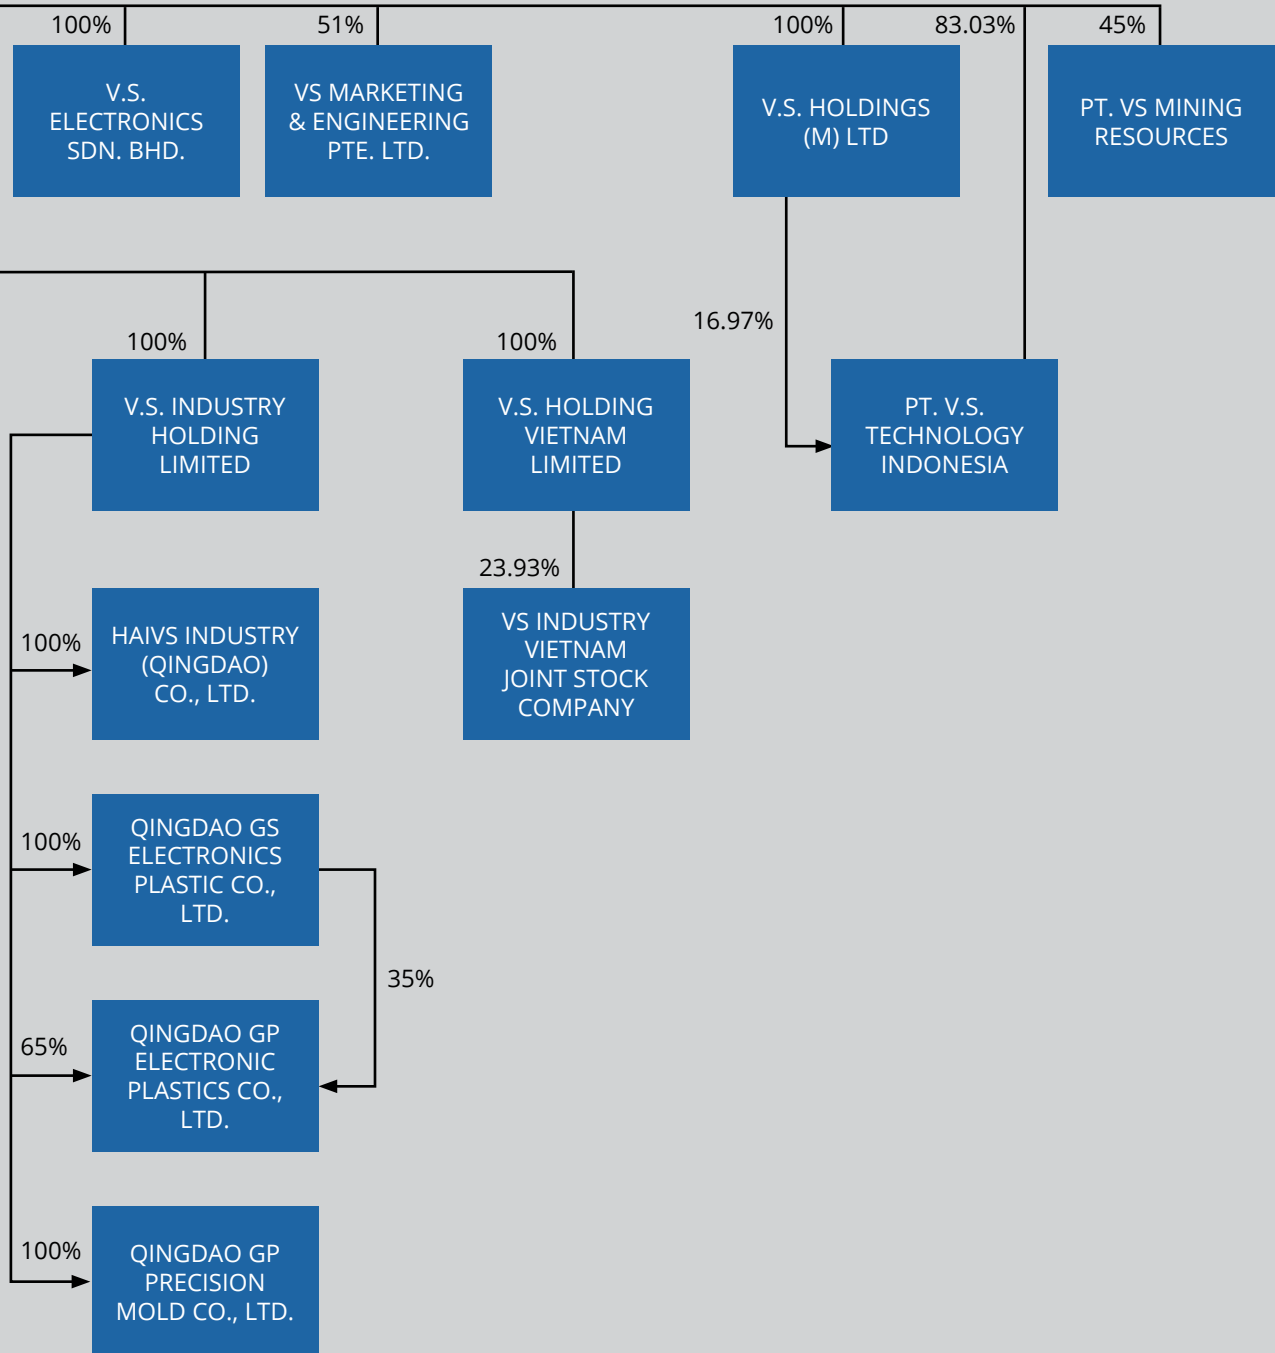 100%
51%
100%
83.03%
45%
V.S.
ELECTRONICS
SDN. BHD.
VS MARKETING
& ENGINEERING
PTE. LTD.
V.S. HOLDINGS
(M) LTD
PT. VS MINING
RESOURCES
16.97%
100%
100%
V.S. INDUSTRY
HOLDING
LIMITED
V.S. HOLDING
VIETNAM
LIMITED
PT. V.S.
TECHNOLOGY
INDONESIA
23.93%
100%
HAIVS INDUSTRY
(QINGDAO)
CO., LTD.
VS INDUSTRY
VIETNAM
JOINT STOCK
COMPANY
100%
QINGDAO GS
ELECTRONICS
PLASTIC CO.,
LTD.
35%
65%
QINGDAO GP
ELECTRONIC
PLASTICS CO.,
LTD.
100%
QINGDAO GP
PRECISION
MOLD CO., LTD.